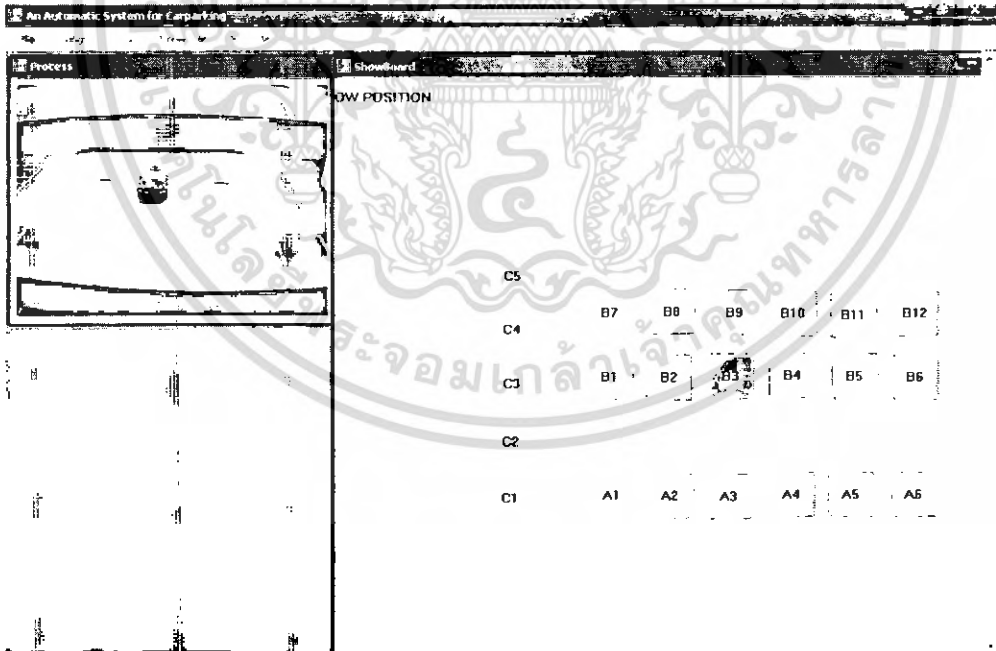 An Automatic System for Carparking
Process
ShowBoard
OW POSITION
C5
B7 B8 B9 B10 B11 B12
C4
C3 B1 B2 B3 B4 B5 B6
C2
C1 A1 A2 A3 A4 A5 A6